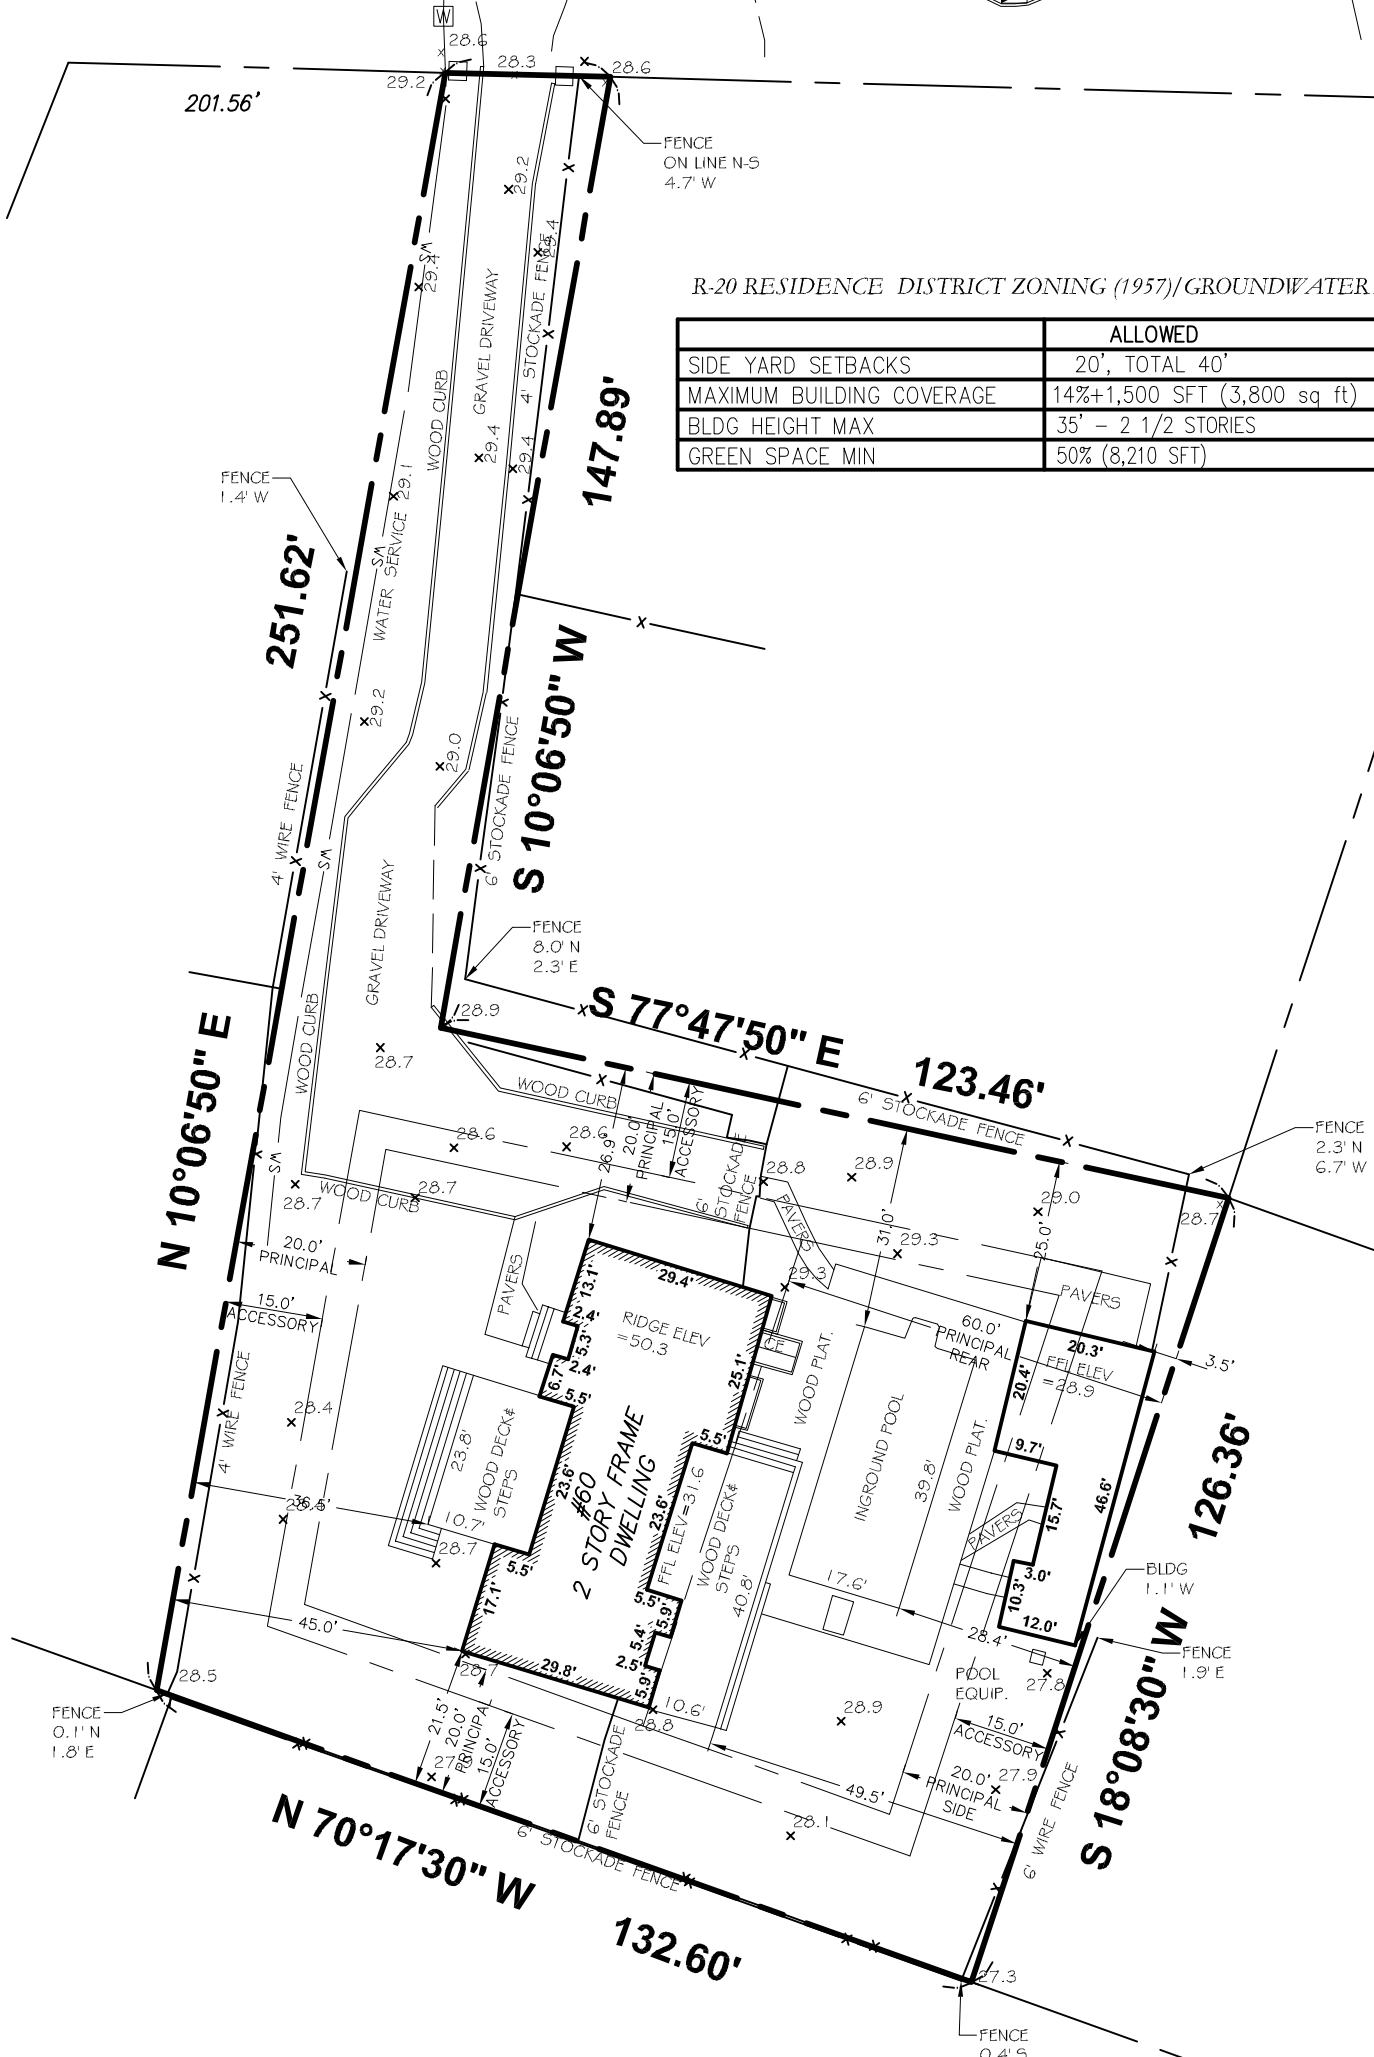 W
28.6
28.3
29.2
28.6
201.56'
FENCE
ON LINE N-S
4.7' W
29.2
29.4
WS
29.4
4' STOCKADE FENCE
GRAVEL DRIVEWAY
WOOD CURB
R-20 RESIDENCE DISTRICT ZONING (1957)/GROUNDWATER
ALLOWED
SIDE YARD SETBACKS 20', TOTAL 40'
MAXIMUM BUILDING COVERAGE 14%+1,500 SFT (3,800 sq ft)
BLDG HEIGHT MAX 35' - 2 1/2 STORIES
GREEN SPACE MIN 50% (8,210 SFT)
147.89'
29.4
29.4
FENCE
1.4' W
29.1
WS
WATER SERVICE
251.62'
S 10°06'50" W
29.2
29.0
6' STOCKADE FENCE
4' WIRE FENCE
WS
GRAVEL DRIVEWAY
FENCE
8.0' N
2.3' E
WOOD CURB
N 10°06'50" E
28.9
S 77°47'50" E 123.46'
28.7
WOOD CURB
6' STOCKADE FENCE
FENCE
2.3' N
6.7' W
28.6
28.6
26.9'
20.0'
PRINCIPAL
15.0'
ACCESSORY
6' STOCKADE
FENCE
WS
28.7
WOOD CURB
28.7
28.8
28.9
29.0
28.7
PAVERS
31.0'
29.3
25.0'
20.0'
PRINCIPAL
15.0'
ACCESSORY
PAVERS
29.3
PAVERS
13.1'
29.4'
2.4'
5.3'
2.4'
6.7'
5.5'
RIDGE ELEV
=50.3
CE
25.1'
WOOD PLAT.
60.0'
PRINCIPAL
REAR
20.3'
FFL ELEV
=28.9
3.5'
20.4'
4' WIRE FENCE
28.4
23.8'
WOOD DECK&
STEPS
23.6'
#60
2 STORY FRAME
DWELLING
5.5'
23.6'
FFL ELEV=31.6
WOOD DECK&
STEPS
40.8'
INGROUND POOL
39.8'
WOOD PLAT.
9.7'
46.6'
15.7'
PAVERS
126.36'
36.5'
10.7'
28.7
5.5'
17.1'
17.6'
3.0'
10.3'
12.0'
BLDG
1.1' W
45.0'
5.5'
5.9'
5.4'
2.5'
5.9'
28.4'
FENCE
1.9' E
28.5
28.7
29.8'
10.6'
28.8
POOL
EQUIP.
27.8
FENCE
0.1' N
1.8' E
21.5'
20.0'
PRINCIPAL
15.0'
ACCESSORY
28.9
15.0'
ACCESSORY
S 18°08'30" W
27.9
20.0'
PRINCIPAL
SIDE
49.5'
6' WIRE FENCE
6' STOCKADE
FENCE
28.1
N 70°17'30" W 132.60'
6' STOCKADE FENCE
27.3
FENCE
0.4' S